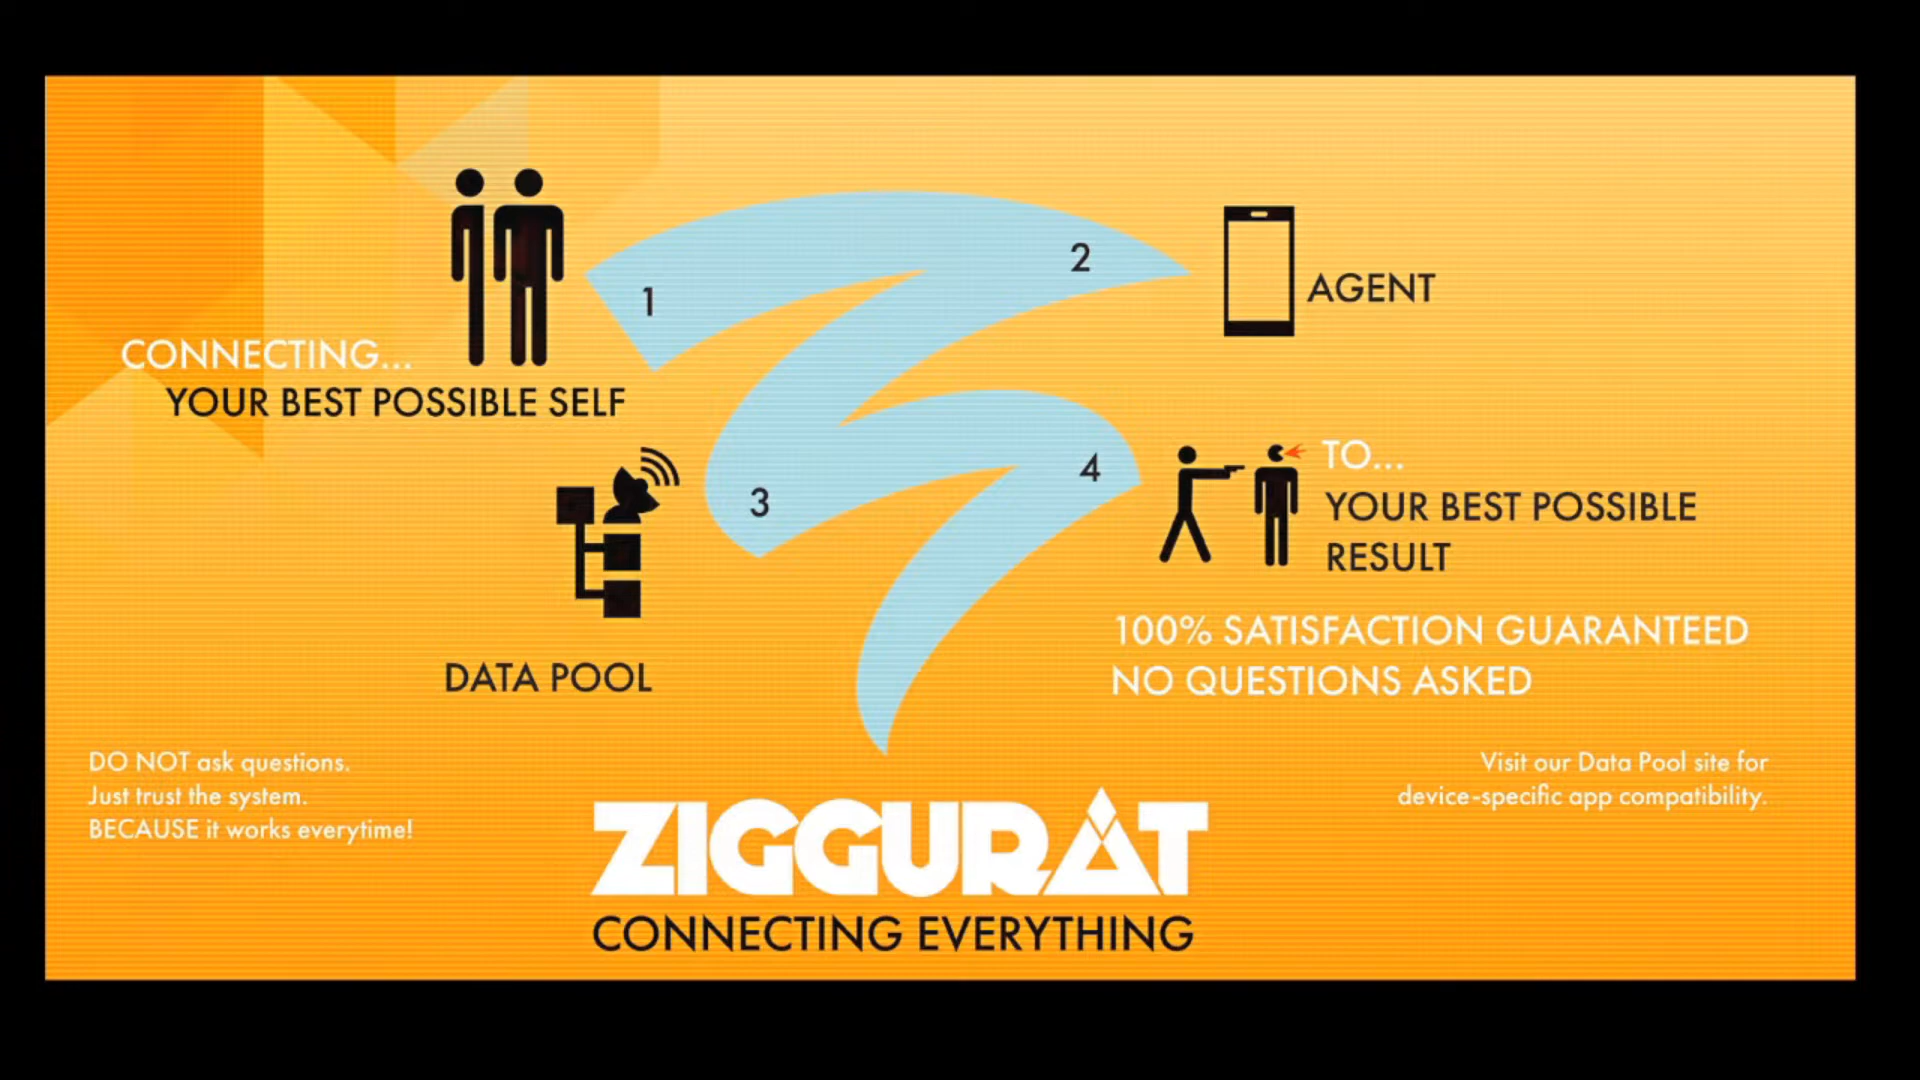 1
2
AGENT
CONNECTING...
YOUR BEST POSSIBLE SELF
3
4
TO...
YOUR BEST POSSIBLE
RESULT
DATA POOL
100% SATISFACTION GUARANTEED
NO QUESTIONS ASKED
DO NOT ask questions.
Just trust the system.
BECAUSE it works everytime!
Visit our Data Pool site for
device-specific app compatibility.
ZIGGURAT
CONNECTING EVERYTHING